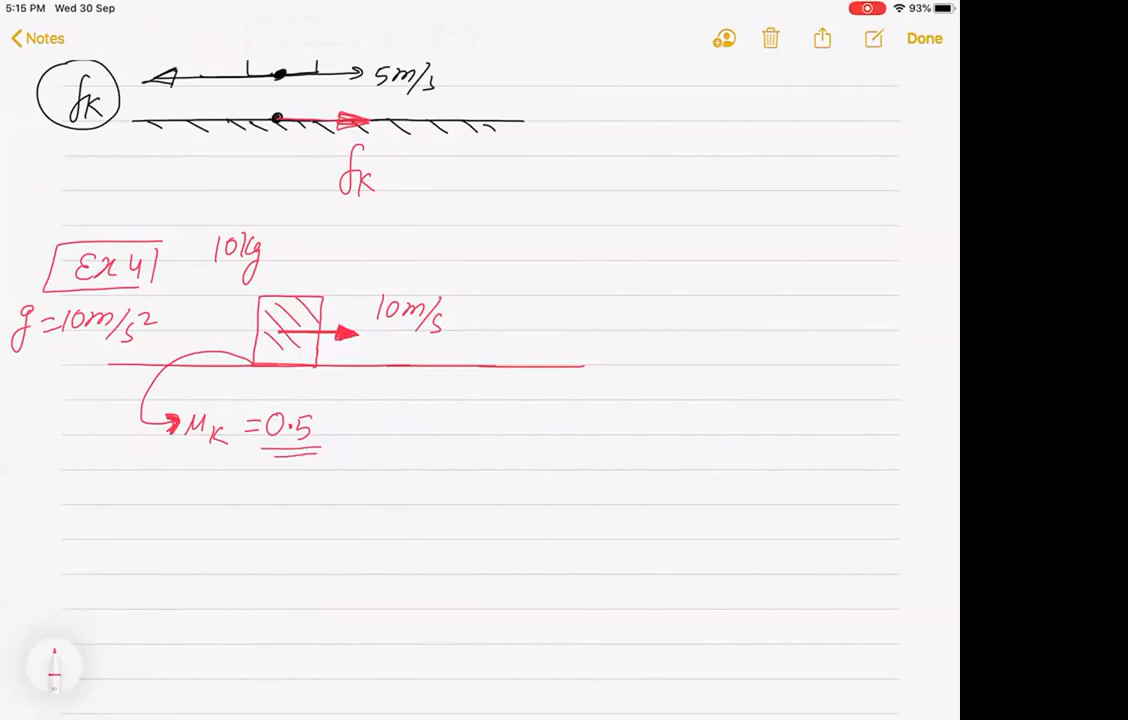 5:15 PM Wed 30 Sep
93%
Notes
Done
fK
5m/s
fK
Ex 4
10kg
g=10m/s2
10m/s
μK = 0.5